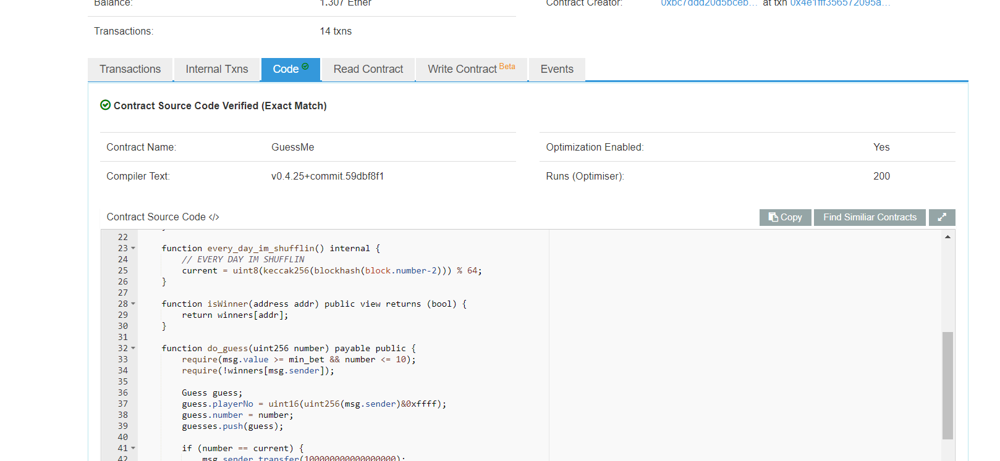 Balance: 1.307 Ether Contract Creator: 0xbc7ddd20d5bceb... at txn 0x4e1fff356572095a...
Transactions: 14 txns
Transactions Internal Txns Code Read Contract Write Contract Beta Events
Contract Source Code Verified (Exact Match)
Contract Name: GuessMe Optimization Enabled: Yes
Compiler Text: v0.4.25+commit.59dbf8f1 Runs (Optimiser): 200
Contract Source Code </> Copy Find Similiar Contracts
22
23 function every_day_im_shufflin() internal {
24 // EVERY DAY IM SHUFFLIN
25 current = uint8(keccak256(blockhash(block.number-2))) % 64;
26 }
27
28 function isWinner(address addr) public view returns (bool) {
29 return winners[addr];
30 }
31
32 function do_guess(uint256 number) payable public {
33 require(msg.value >= min_bet && number <= 10);
34 require(!winners[msg.sender]);
35
36 Guess guess;
37 guess.playerNo = uint16(uint256(msg.sender)&0xffff);
38 guess.number = number;
39 guesses.push(guess);
40
41 if (number == current) {
42 msg.sender.transfer(100000000000000000);